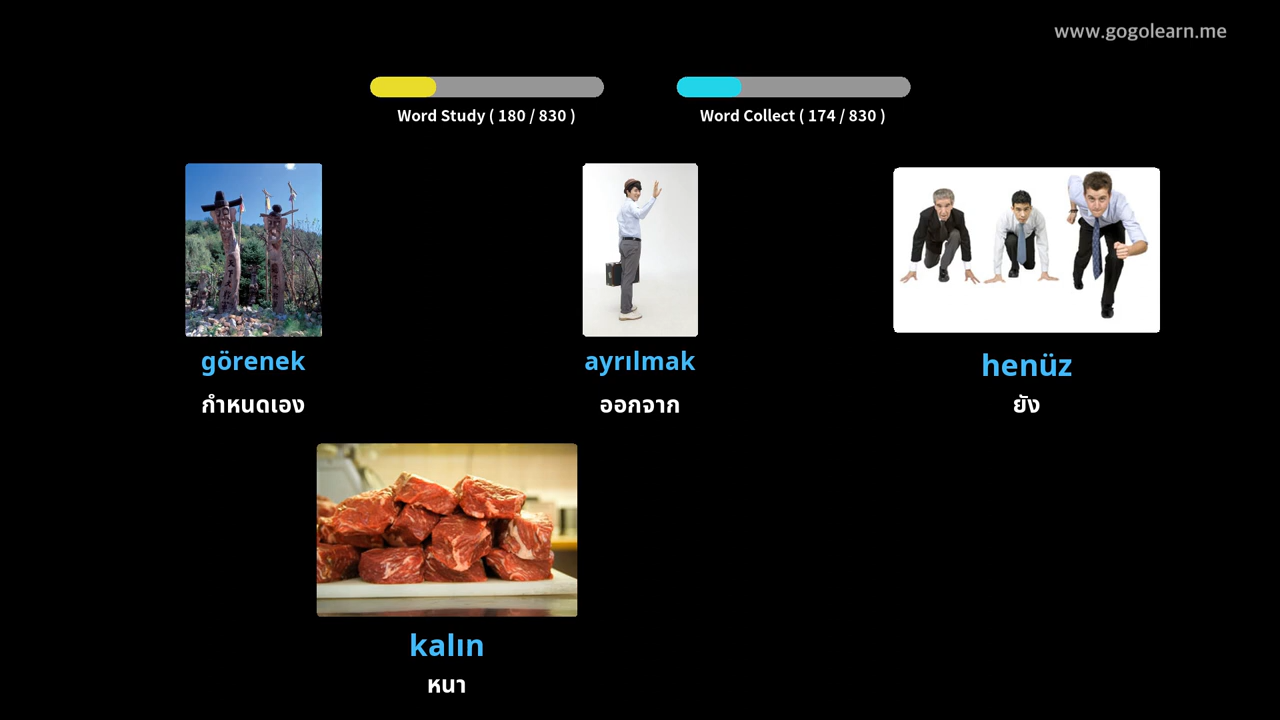 www.gogolearn.me
Word Study ( 180 / 830 )
Word Collect ( 174 / 830 )
görenek
กำหนดเอง
ayrılmak
ออกจาก
henüz
ยัง
kalın
หนา